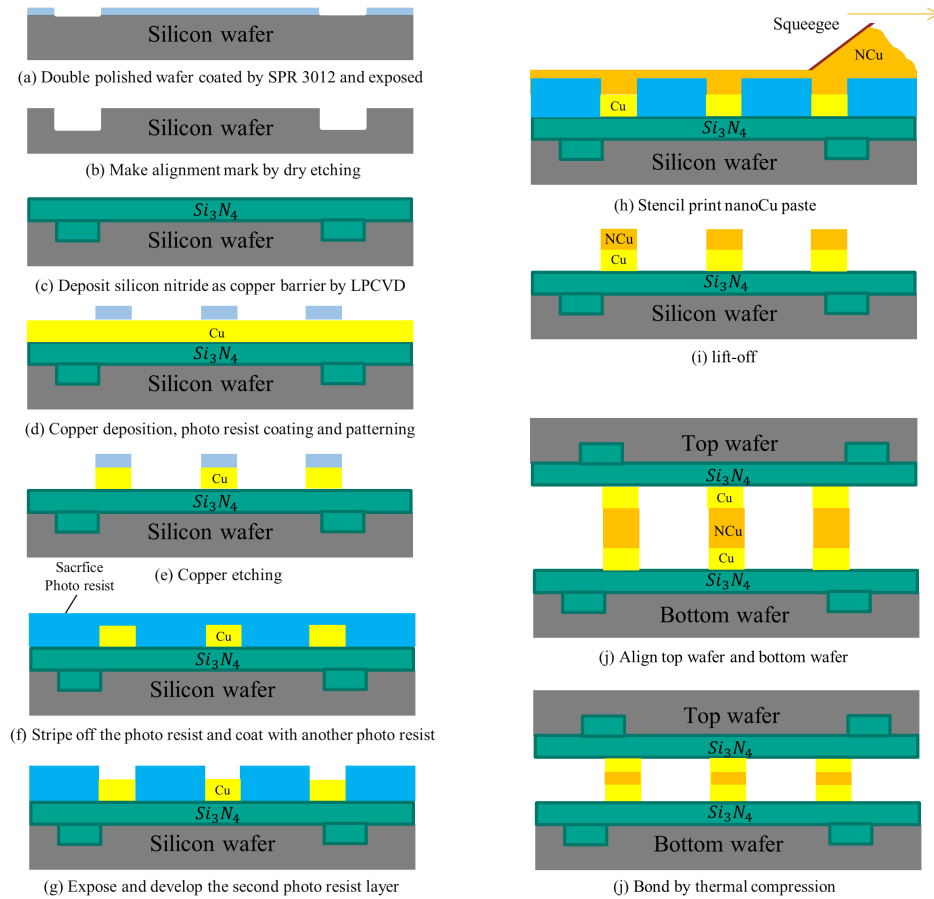 Silicon wafer
(a) Double polished wafer coated by SPR 3012 and exposed
Silicon wafer
(b) Make alignment mark by dry etching
Si₃N₄
Silicon wafer
(c) Deposit silicon nitride as copper barrier by LPCVD
Cu
Si₃N₄
Silicon wafer
(d) Copper deposition, photo resist coating and patterning
Cu
Si₃N₄
Silicon wafer
(e) Copper etching
Sacrfice
Photo resist
Cu
Si₃N₄
Silicon wafer
(f) Stripe off the photo resist and coat with another photo resist
Cu
Si₃N₄
Silicon wafer
(g) Expose and develop the second photo resist layer
Squeegee
NCu
Cu
Si₃N₄
Silicon wafer
(h) Stencil print nanoCu paste
NCu
Cu
Si₃N₄
Silicon wafer
(i) lift-off
Top wafer
Si₃N₄
Cu
NCu
Cu
Si₃N₄
Bottom wafer
(j) Align top wafer and bottom wafer
Top wafer
Si₃N₄
Si₃N₄
Bottom wafer
(j) Bond by thermal compression